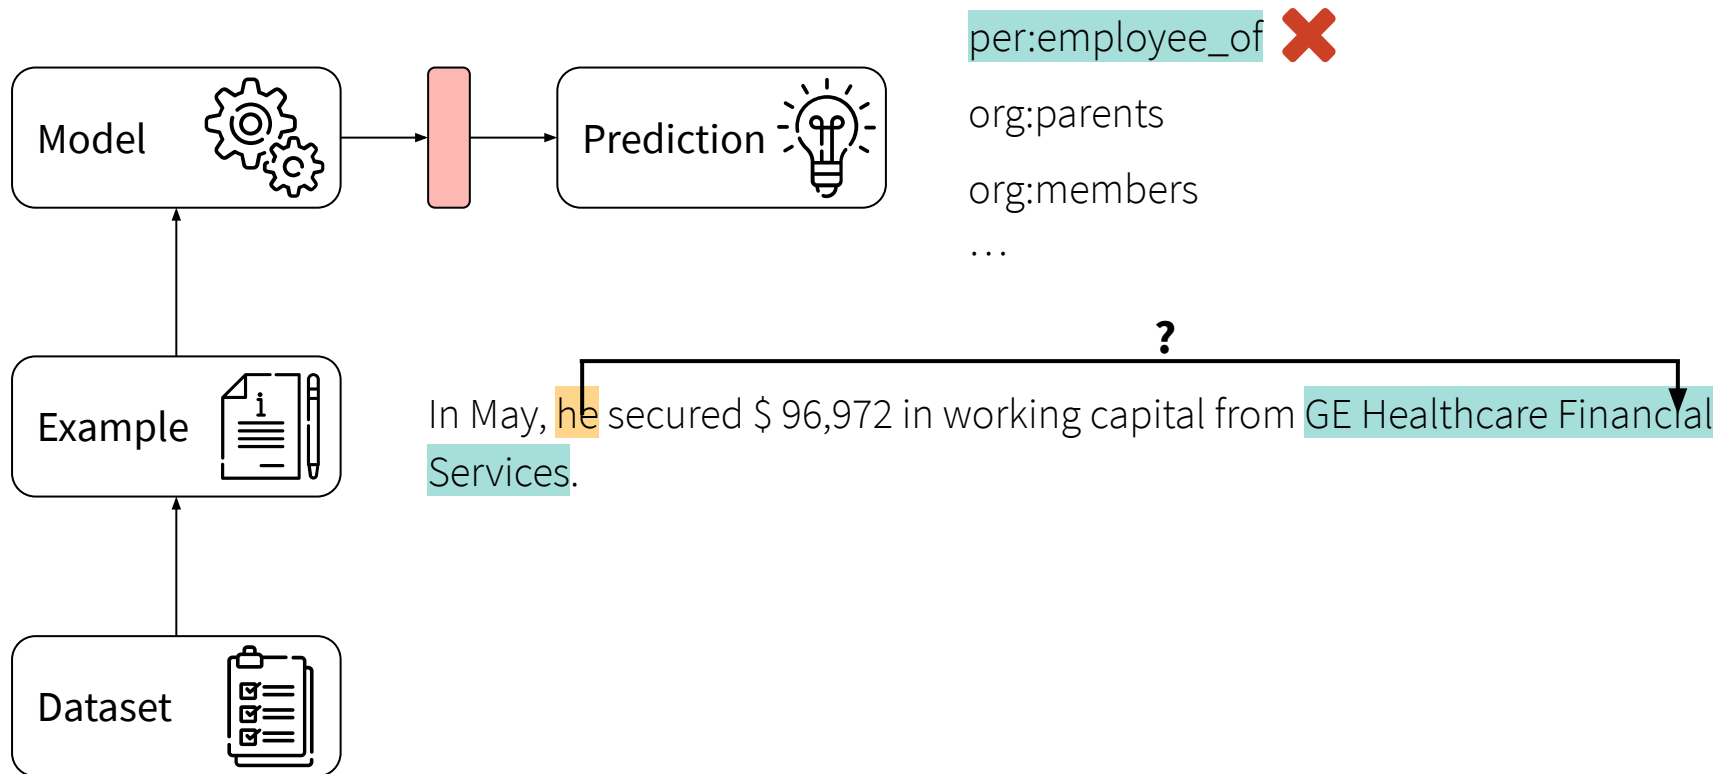 per:employee_of
Model
Prediction
org:parents
org:members
…
?
Example
i
In May, he secured $ 96,972 in working capital from GE Healthcare Financial
Services.
Dataset